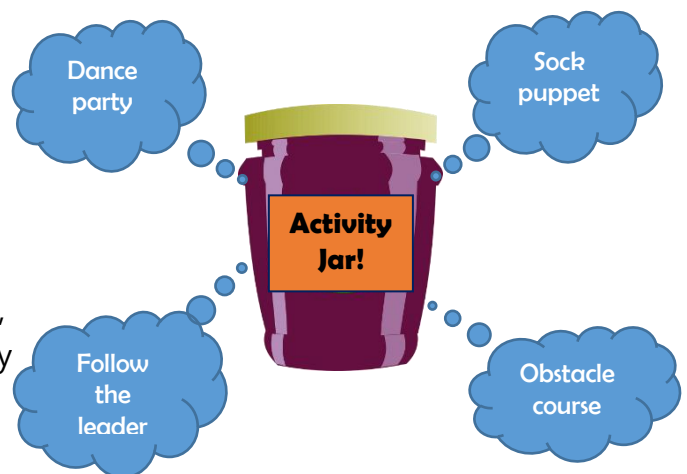 Dance
party
Sock
puppet
Activity
Jar!
,
y
Follow
the
leader
Obstacle
course